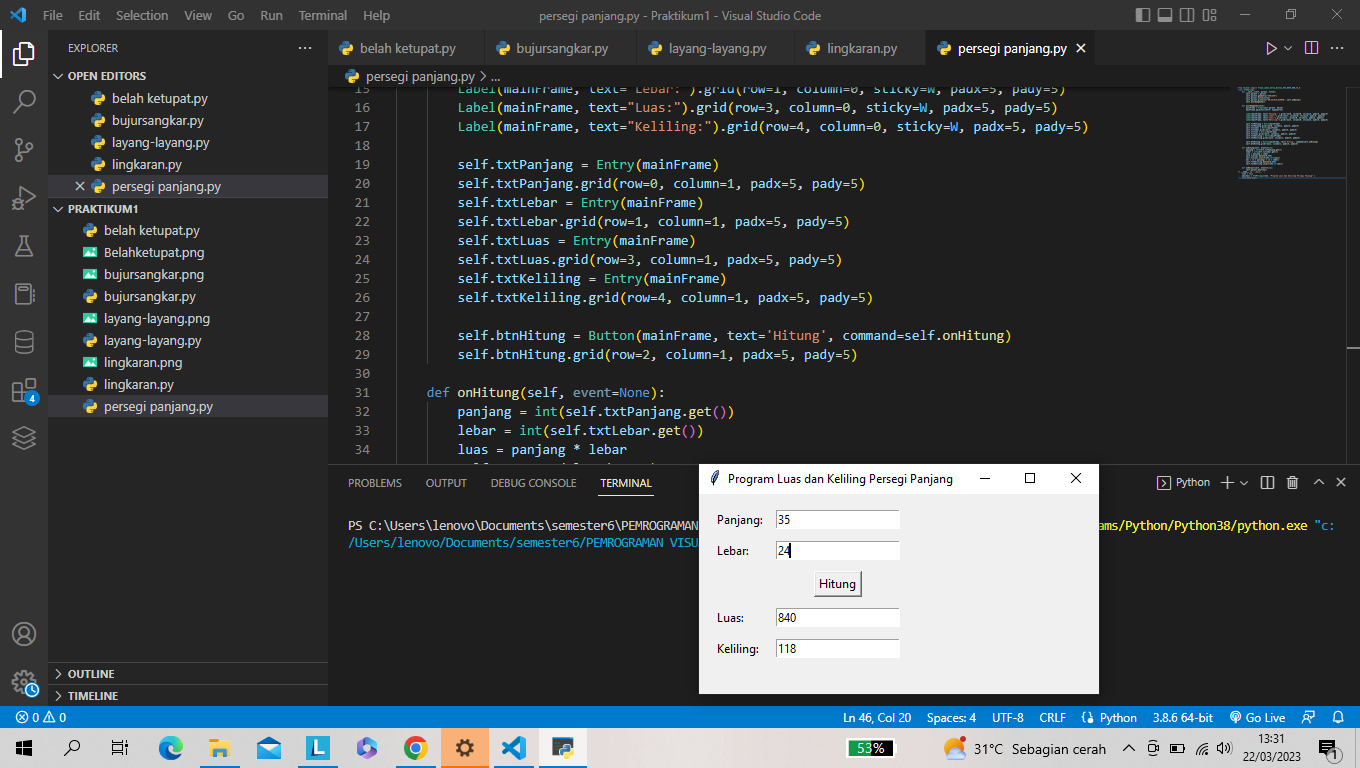 File Edit Selection View Go Run Terminal Help persegi panjang.py - Praktikum1 - Visual Studio Code
EXPLORER
OPEN EDITORS
belah ketupat.py
bujursangkar.py
layang-layang.py
lingkaran.py
persegi panjang.py
PRAKTIKUM1
belah ketupat.py
Belahketupat.png
bujursangkar.png
bujursangkar.py
layang-layang.png
layang-layang.py
lingkaran.png
lingkaran.py
persegi panjang.py
OUTLINE
TIMELINE
4
belah ketupat.py bujursangkar.py layang-layang.py lingkaran.py persegi panjang.py
persegi panjang.py > ...
15 Label(mainFrame, text="Lebar:").grid(row=1, column=0, sticky=W, padx=5, pady=5)
16 Label(mainFrame, text="Luas:").grid(row=3, column=0, sticky=W, padx=5, pady=5)
17 Label(mainFrame, text="Keliling:").grid(row=4, column=0, sticky=W, padx=5, pady=5)
18
19 self.txtPanjang = Entry(mainFrame)
20 self.txtPanjang.grid(row=0, column=1, padx=5, pady=5)
21 self.txtLebar = Entry(mainFrame)
22 self.txtLebar.grid(row=1, column=1, padx=5, pady=5)
23 self.txtLuas = Entry(mainFrame)
24 self.txtLuas.grid(row=3, column=1, padx=5, pady=5)
25 self.txtKeliling = Entry(mainFrame)
26 self.txtKeliling.grid(row=4, column=1, padx=5, pady=5)
27
28 self.btnHitung = Button(mainFrame, text='Hitung', command=self.onHitung)
29 self.btnHitung.grid(row=2, column=1, padx=5, pady=5)
30
31 def onHitung(self, event=None):
32 panjang = int(self.txtPanjang.get())
33 lebar = int(self.txtLebar.get())
34 luas = panjang * lebar
PROBLEMS OUTPUT DEBUG CONSOLE TERMINAL Python
PS C:\Users\lenovo\Documents\semester6\PEMROGRAMAN ams/Python/Python38/python.exe "c:
/Users/lenovo/Documents/semester6/PEMROGRAMAN VISU
Program Luas dan Keliling Persegi Panjang
Panjang: 35
Lebar: 24
Hitung
Luas: 840
Keliling: 118
0 0 Ln 46, Col 20 Spaces: 4 UTF-8 CRLF Python 3.8.6 64-bit Go Live
53% 31°C Sebagian cerah 13:31
22/03/2023 1